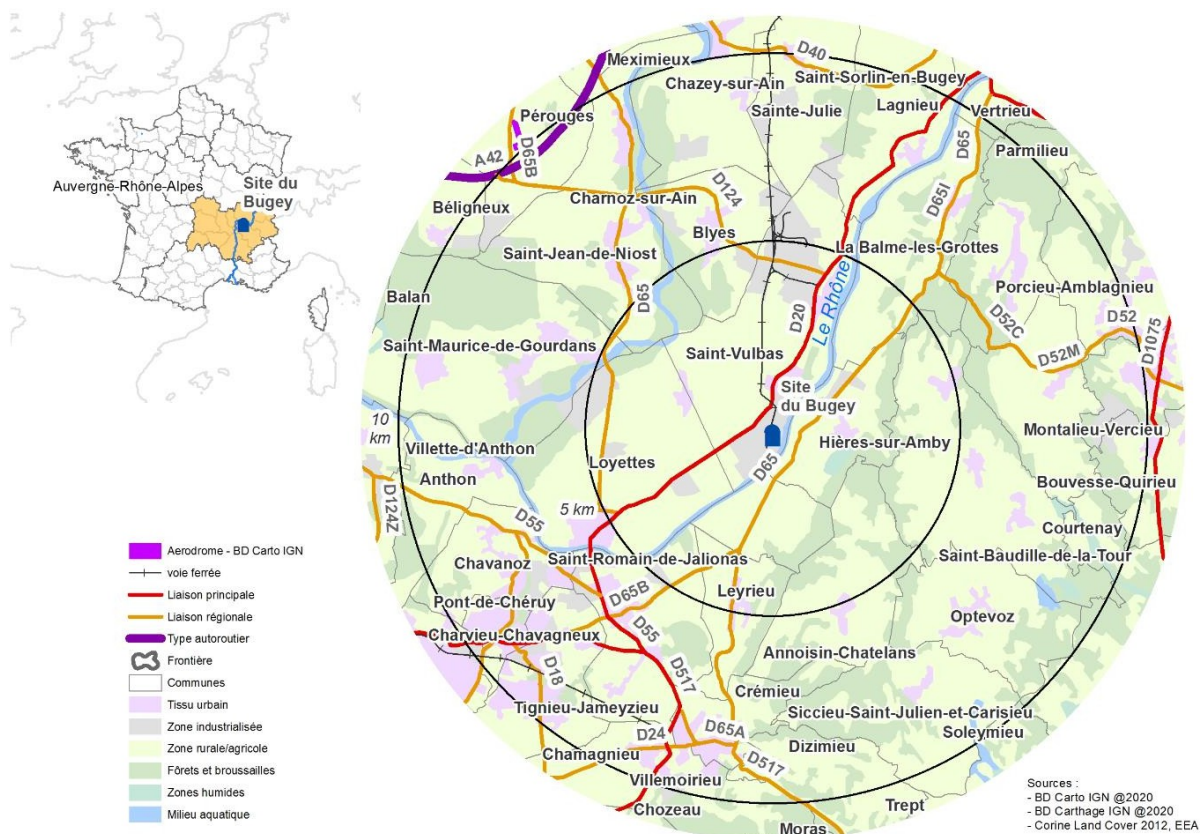 Auvergne-Rhône-Alpes
Site du
Bugey
D40
Meximieux
Chazey-sur-Ain
Saint-Sorlin-en-Bugey
Sainte-Julie
Lagnieu
Vertrieu
Pérouges
D65B
A42
D65
Parmilieu
D65I
Béligneux
Charnoz-sur-Ain
D124
Blyes
La Balme-les-Grottes
Saint-Jean-de-Niost
Balan
D65
D20
Le Rhône
Porcieu-Amblagnieu
D52C
D52
D52M
D1075
Saint-Maurice-de-Gourdans
Saint-Vulbas
Site
du Bugey
10
km
Villette-d'Anthon
Hières-sur-Amby
Montalieu-Vercieu
Anthon
Loyettes
D65
D124Z
5 km
Bouvesse-Quirieu
D55
Courtenay
Chavanoz
Saint-Romain-de-Jalionas
Saint-Baudille-de-la-Tour
D65B
Leyrieu
Pont-de-Chéruy
Optevoz
Charvieu-Chavagneux
D55
D18
D517
Annoisin-Chatelans
Crémieu
Tignieu-Jameyzieu
Siccieu-Saint-Julien-et-Carisieu
D24
D65A
Soleymieu
Chamagnieu
D517
Dizimieu
Villemoirieu
Chozeau
Trept
Moras
Aerodrome - BD Carto IGN
voie ferrée
Liaison principale
Liaison régionale
Type autoroutier
Frontière
Communes
Tissu urbain
Zone industrialisée
Zone rurale/agricole
Fôrets et broussailles
Zones humides
Milieu aquatique
Sources :
- BD Carto IGN @2020
- BD Carthage IGN @2020
- Corine Land Cover 2012, EEA